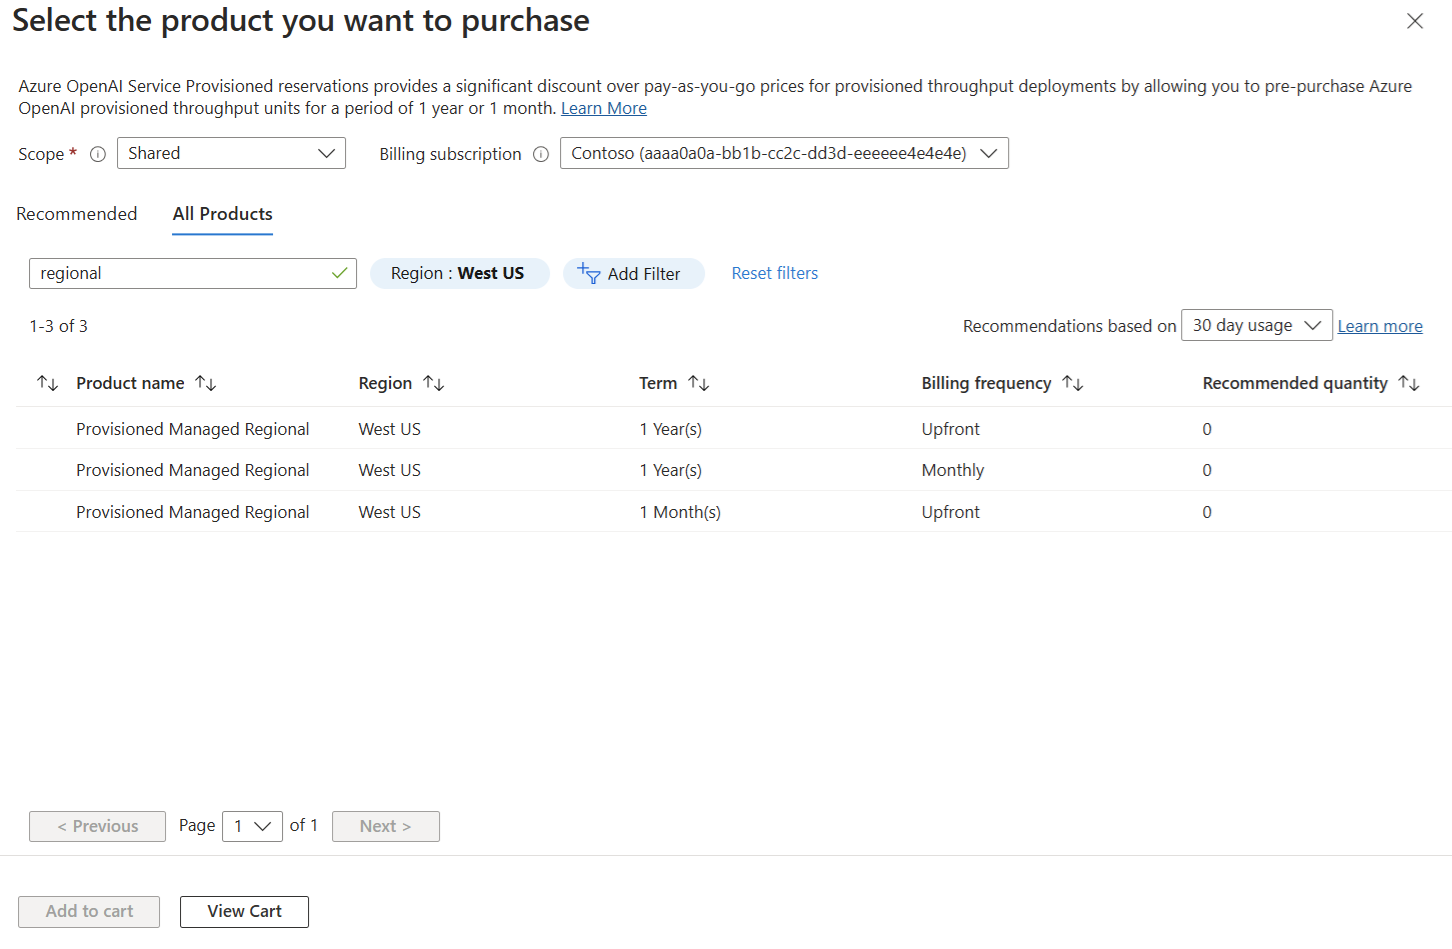 Select the product you want to purchase
Azure OpenAI Service Provisioned reservations provides a significant discount over pay-as-you-go prices for provisioned throughput deployments by allowing you to pre-purchase Azure
OpenAI provisioned throughput units for a period of 1 year or 1 month. Learn More
Scope * Shared Billing subscription Contoso (aaaa0a0a-bb1b-cc2c-dd3d-eeeeee4e4e4e)
Recommended All Products
regional Region : West US Add Filter Reset filters
1-3 of 3 Recommendations based on 30 day usage Learn more
Product name Region Term Billing frequency Recommended quantity
Provisioned Managed Regional West US 1 Year(s) Upfront 0
Provisioned Managed Regional West US 1 Year(s) Monthly 0
Provisioned Managed Regional West US 1 Month(s) Upfront 0
< Previous Page 1 of 1 Next >
Add to cart View Cart